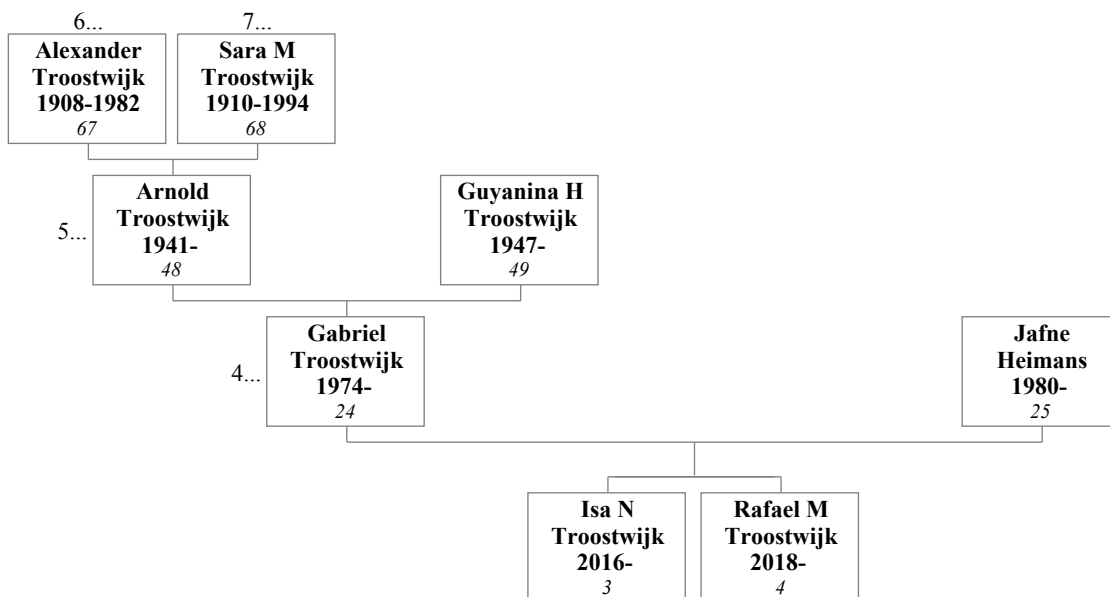 6...
7...
Alexander
Troostwijk
1908-1982
67
Sara M
Troostwijk
1910-1994
68
5...
Arnold
Troostwijk
1941-
48
Guyanina H
Troostwijk
1947-
49
4...
Gabriel
Troostwijk
1974-
24
Jafne
Heimans
1980-
25
Isa N
Troostwijk
2016-
3
Rafael M
Troostwijk
2018-
4